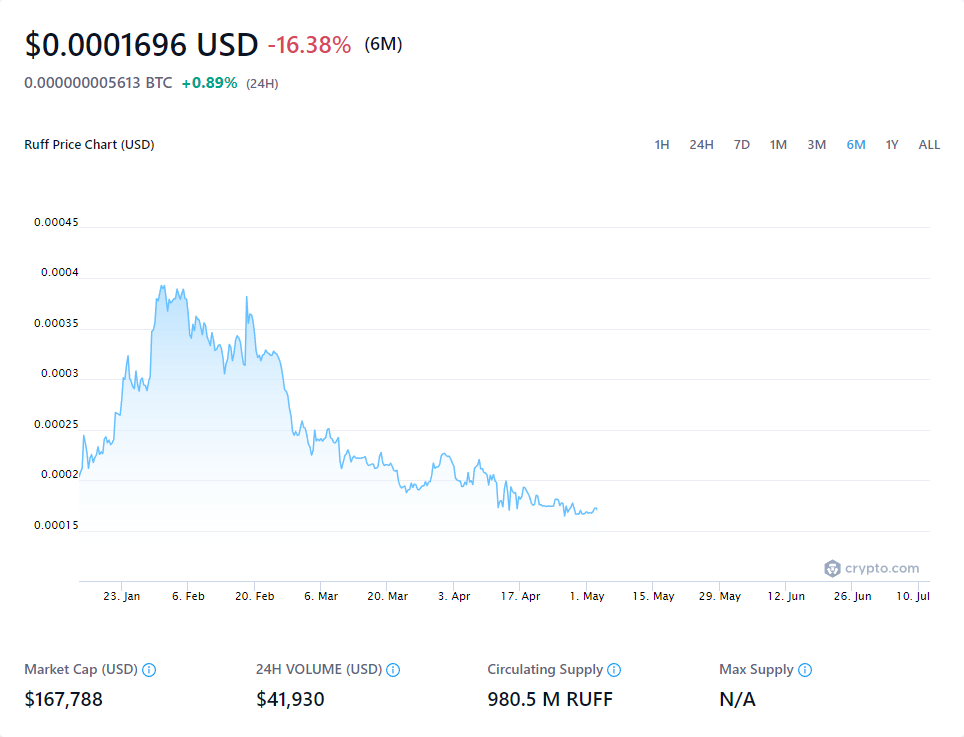 $0.0001696 USD -16.38% (6M)
0.000000005613 BTC +0.89% (24H)
Ruff Price Chart (USD) 1H 24H 7D 1M 3M 6M 1Y ALL
0.00045
0.0004
0.00035
0.0003
0.00025
0.0002
0.00015
crypto.com
23. Jan 6. Feb 20. Feb 6. Mar 20. Mar 3. Apr 17. Apr 1. May 15. May 29. May 12. Jun 26. Jun 10. Jul
Market Cap (USD) 24H VOLUME (USD) Circulating Supply Max Supply
$167,788 $41,930 980.5 M RUFF N/A